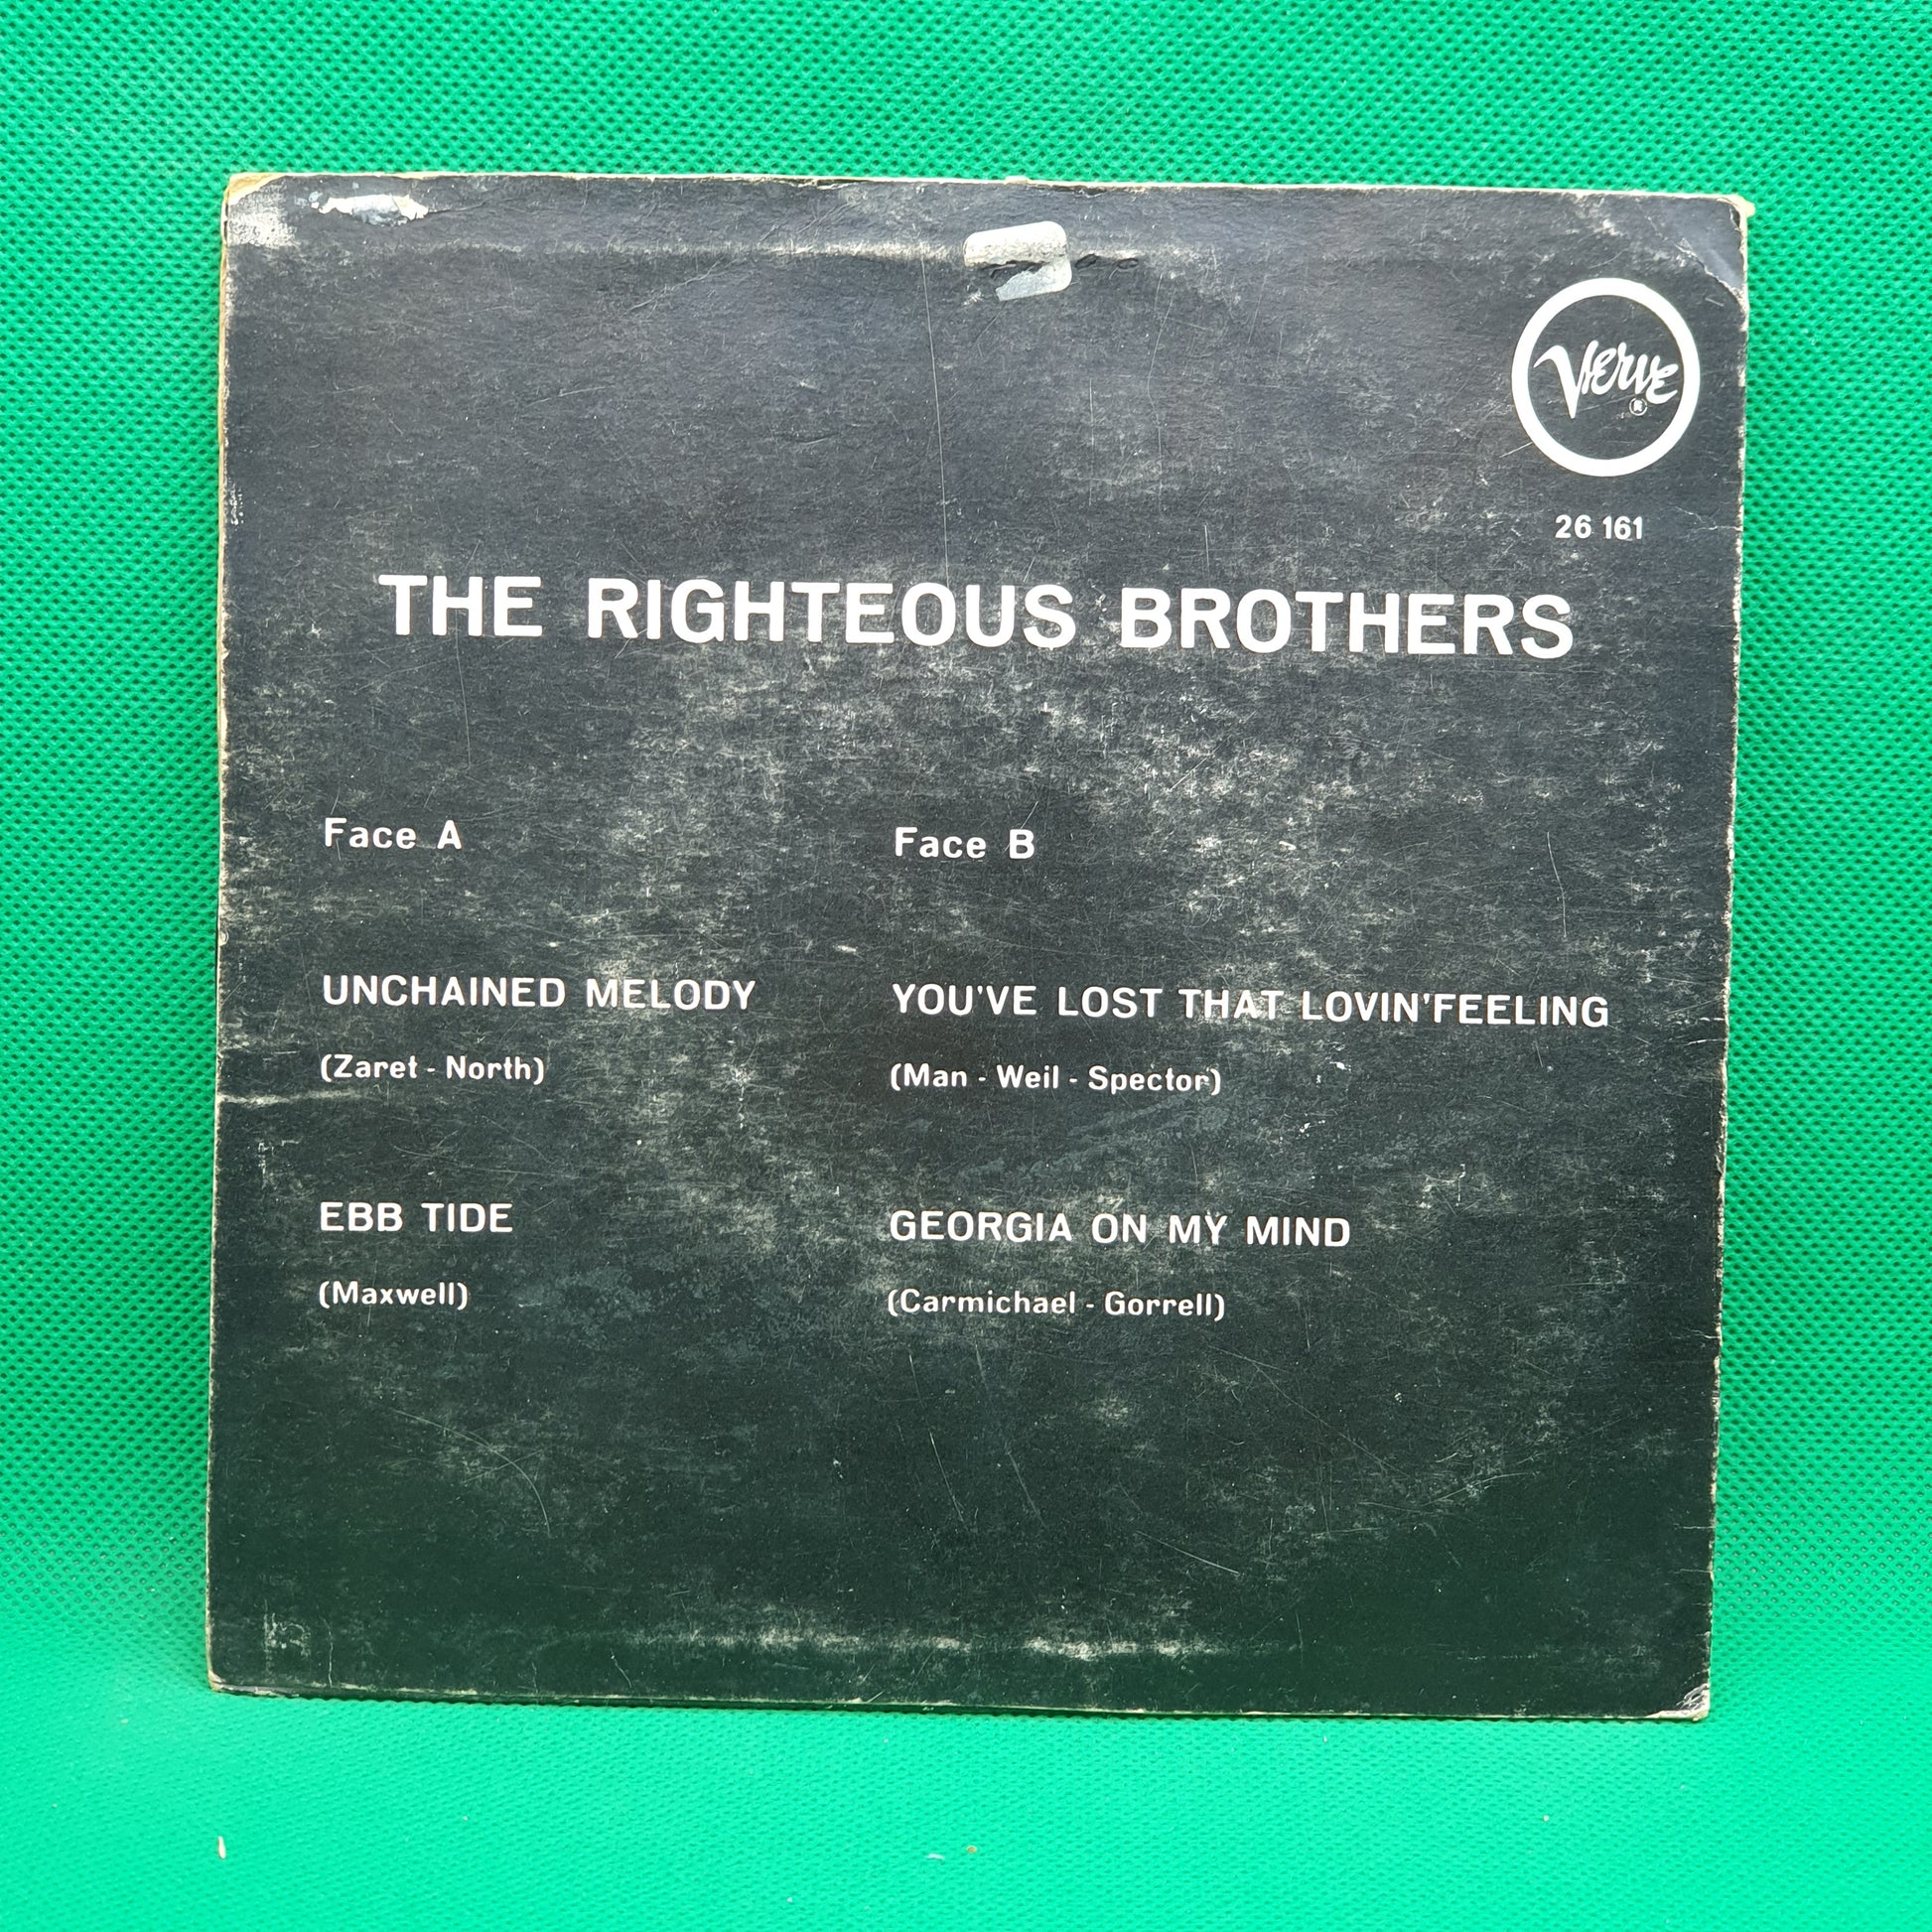 Verve
26 161
THE RIGHTEOUS BROTHERS
Face A
UNCHAINED MELODY
(Zaret - North)
EBB TIDE
(Maxwell)
Face B
YOU'VE LOST THAT LOVIN'FEELING
(Man - Weil - Spector)
GEORGIA ON MY MIND
(Carmichael - Gorrell)